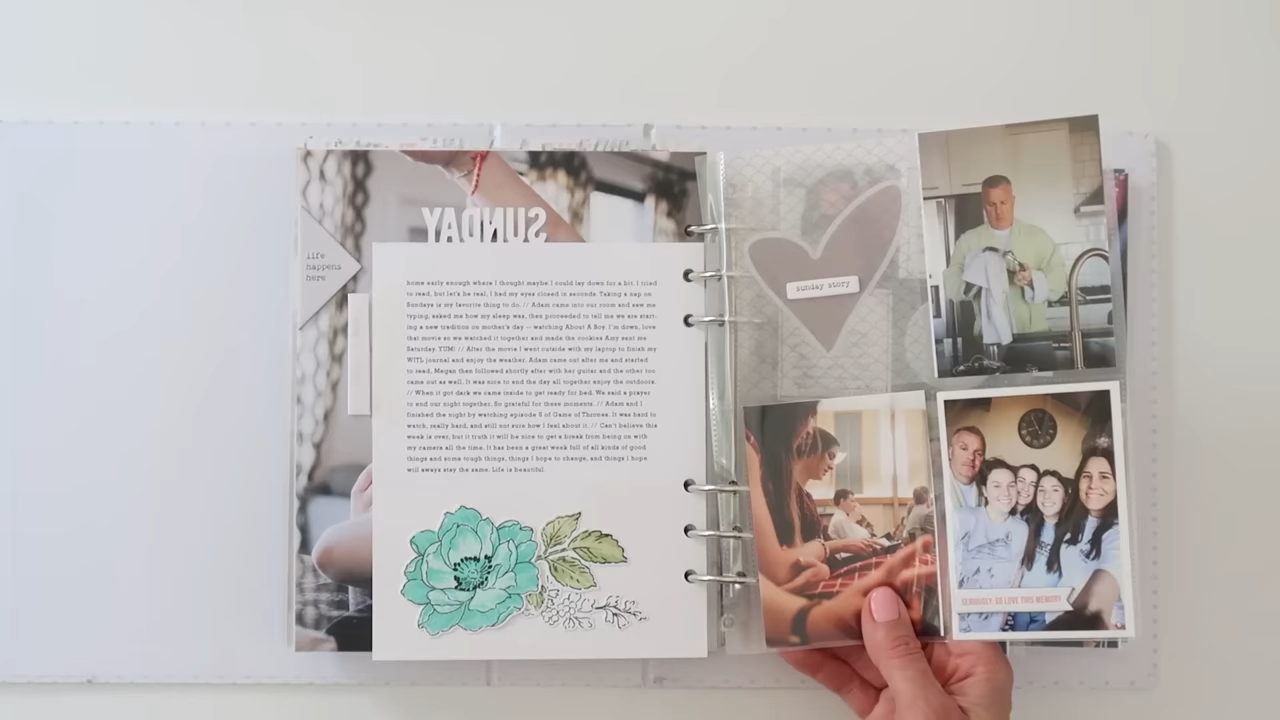 SUNDAY
life
happens
here
home early enough where I thought maybe I could lay down for a bit. I tried
to read, but let's be real, I had my eyes closed in seconds. Taking a nap on
Sundays is my favorite thing to do. // Adam came into our room and saw me
typing, asked me how my sleep was, then proceeded to tell me we are start-
ing a new tradition on mother's day -- watching About A Boy. I'm down, love
that movie so we watched it together and made the cookies Amy sent me
Saturday. YUM! // After the movie I went outside with my laptop to finish my
WITL journal and enjoy the weather. Adam came out after me and started
to read, Megan then followed shortly after with her guitar and the other too
came out as well. It was nice to end the day all together enjoy the outdoors.
// When it got dark we came inside to get ready for bed. We said a prayer
to end our night together. So grateful for these moments. // Adam and I
finished the night by watching episode 5 of Game of Thrones. It was hard to
watch, really hard, and still not sure how I feel about it. // Can't believe this
week is over, but it truth it will be nice to get a break from being on with
my camera all the time. It has been a great week full of all kinds of good
things and some tough things, things I hope to change, and things I hope
will aways stay the same. Life is beautiful.
sunday story
SERIOUSLY SO LOVE THIS MEMORY